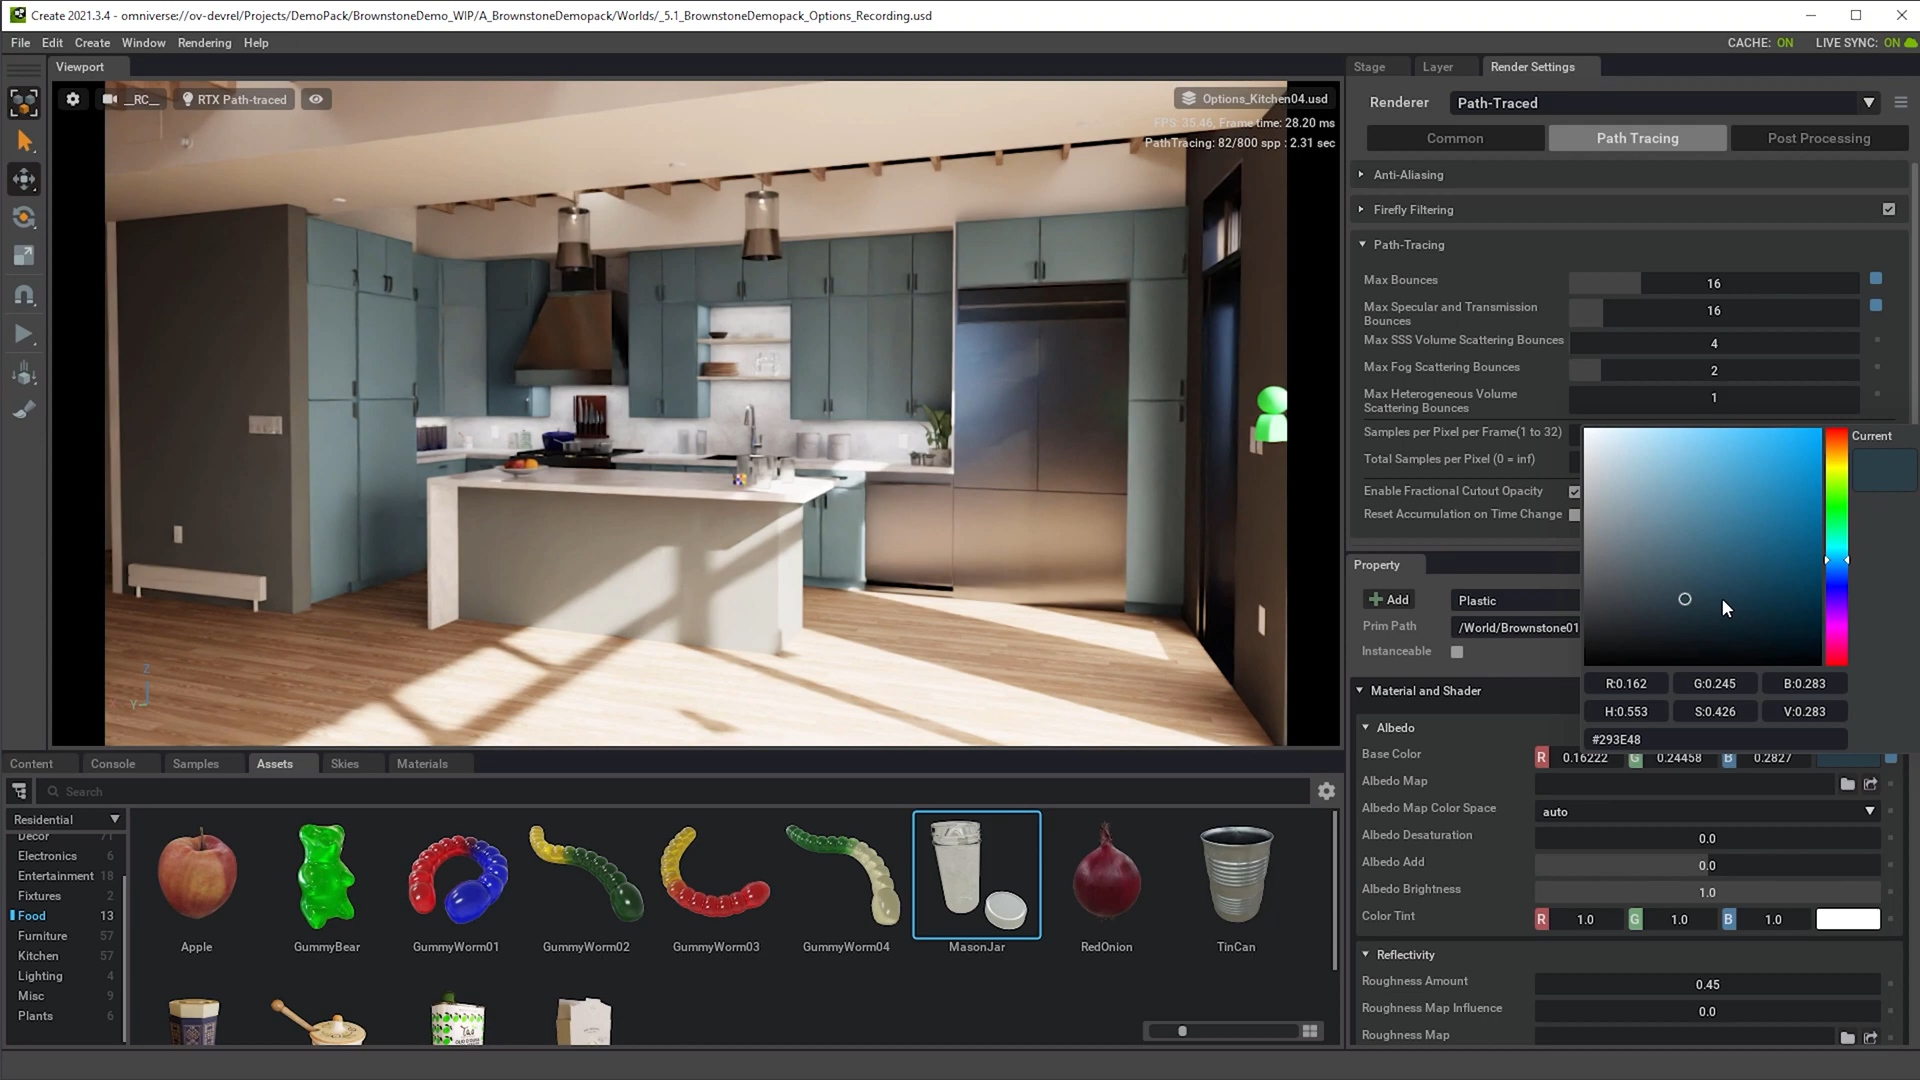 Create 2021.3.4 - omniverse://ov-devrel/Projects/DemoPack/BrownstoneDemo_WIP/A_BrownstoneDemopack/Worlds/_5.1_BrownstoneDemopack_Options_Recording.usd
File Edit Create Window Rendering Help
CACHE: ON LIVE SYNC: ON
Viewport
__RC__ RTX Path-traced
Options_Kitchen04.usd
FPS: 35.46, Frame time: 28.20 ms
PathTracing: 82/800 spp : 2.31 sec
Z
Y
Stage Layer Render Settings
Renderer Path-Traced
Common Path Tracing Post Processing
Anti-Aliasing
Firefly Filtering
Path-Tracing
Max Bounces 16
Max Specular and Transmission
Bounces 16
Max SSS Volume Scattering Bounces 4
Max Fog Scattering Bounces 2
Max Heterogeneous Volume
Scattering Bounces 1
Samples per Pixel per Frame(1 to 32)
Total Samples per Pixel (0 = inf)
Enable Fractional Cutout Opacity
Reset Accumulation on Time Change
Current
R:0.162 G:0.245 B:0.283
H:0.553 S:0.426 V:0.283
#293E48
Property
Add Plastic
Prim Path /World/Brownstone01
Instanceable
Material and Shader
Albedo
Base Color R 0.16222 G 0.24458 B 0.2827
Albedo Map
Albedo Map Color Space auto
Albedo Desaturation 0.0
Albedo Add 0.0
Albedo Brightness 1.0
Color Tint R 1.0 G 1.0 B 1.0
Reflectivity
Roughness Amount 0.45
Roughness Map Influence 0.0
Roughness Map
Content Console Samples Assets Skies Materials
Search
Residential
Decor 71
Electronics 6
Entertainment 18
Fixtures 2
Food 13
Furniture 57
Kitchen 57
Lighting 4
Misc 9
Plants 6
Apple GummyBear GummyWorm01 GummyWorm02 GummyWorm03 GummyWorm04 MasonJar RedOnion TinCan